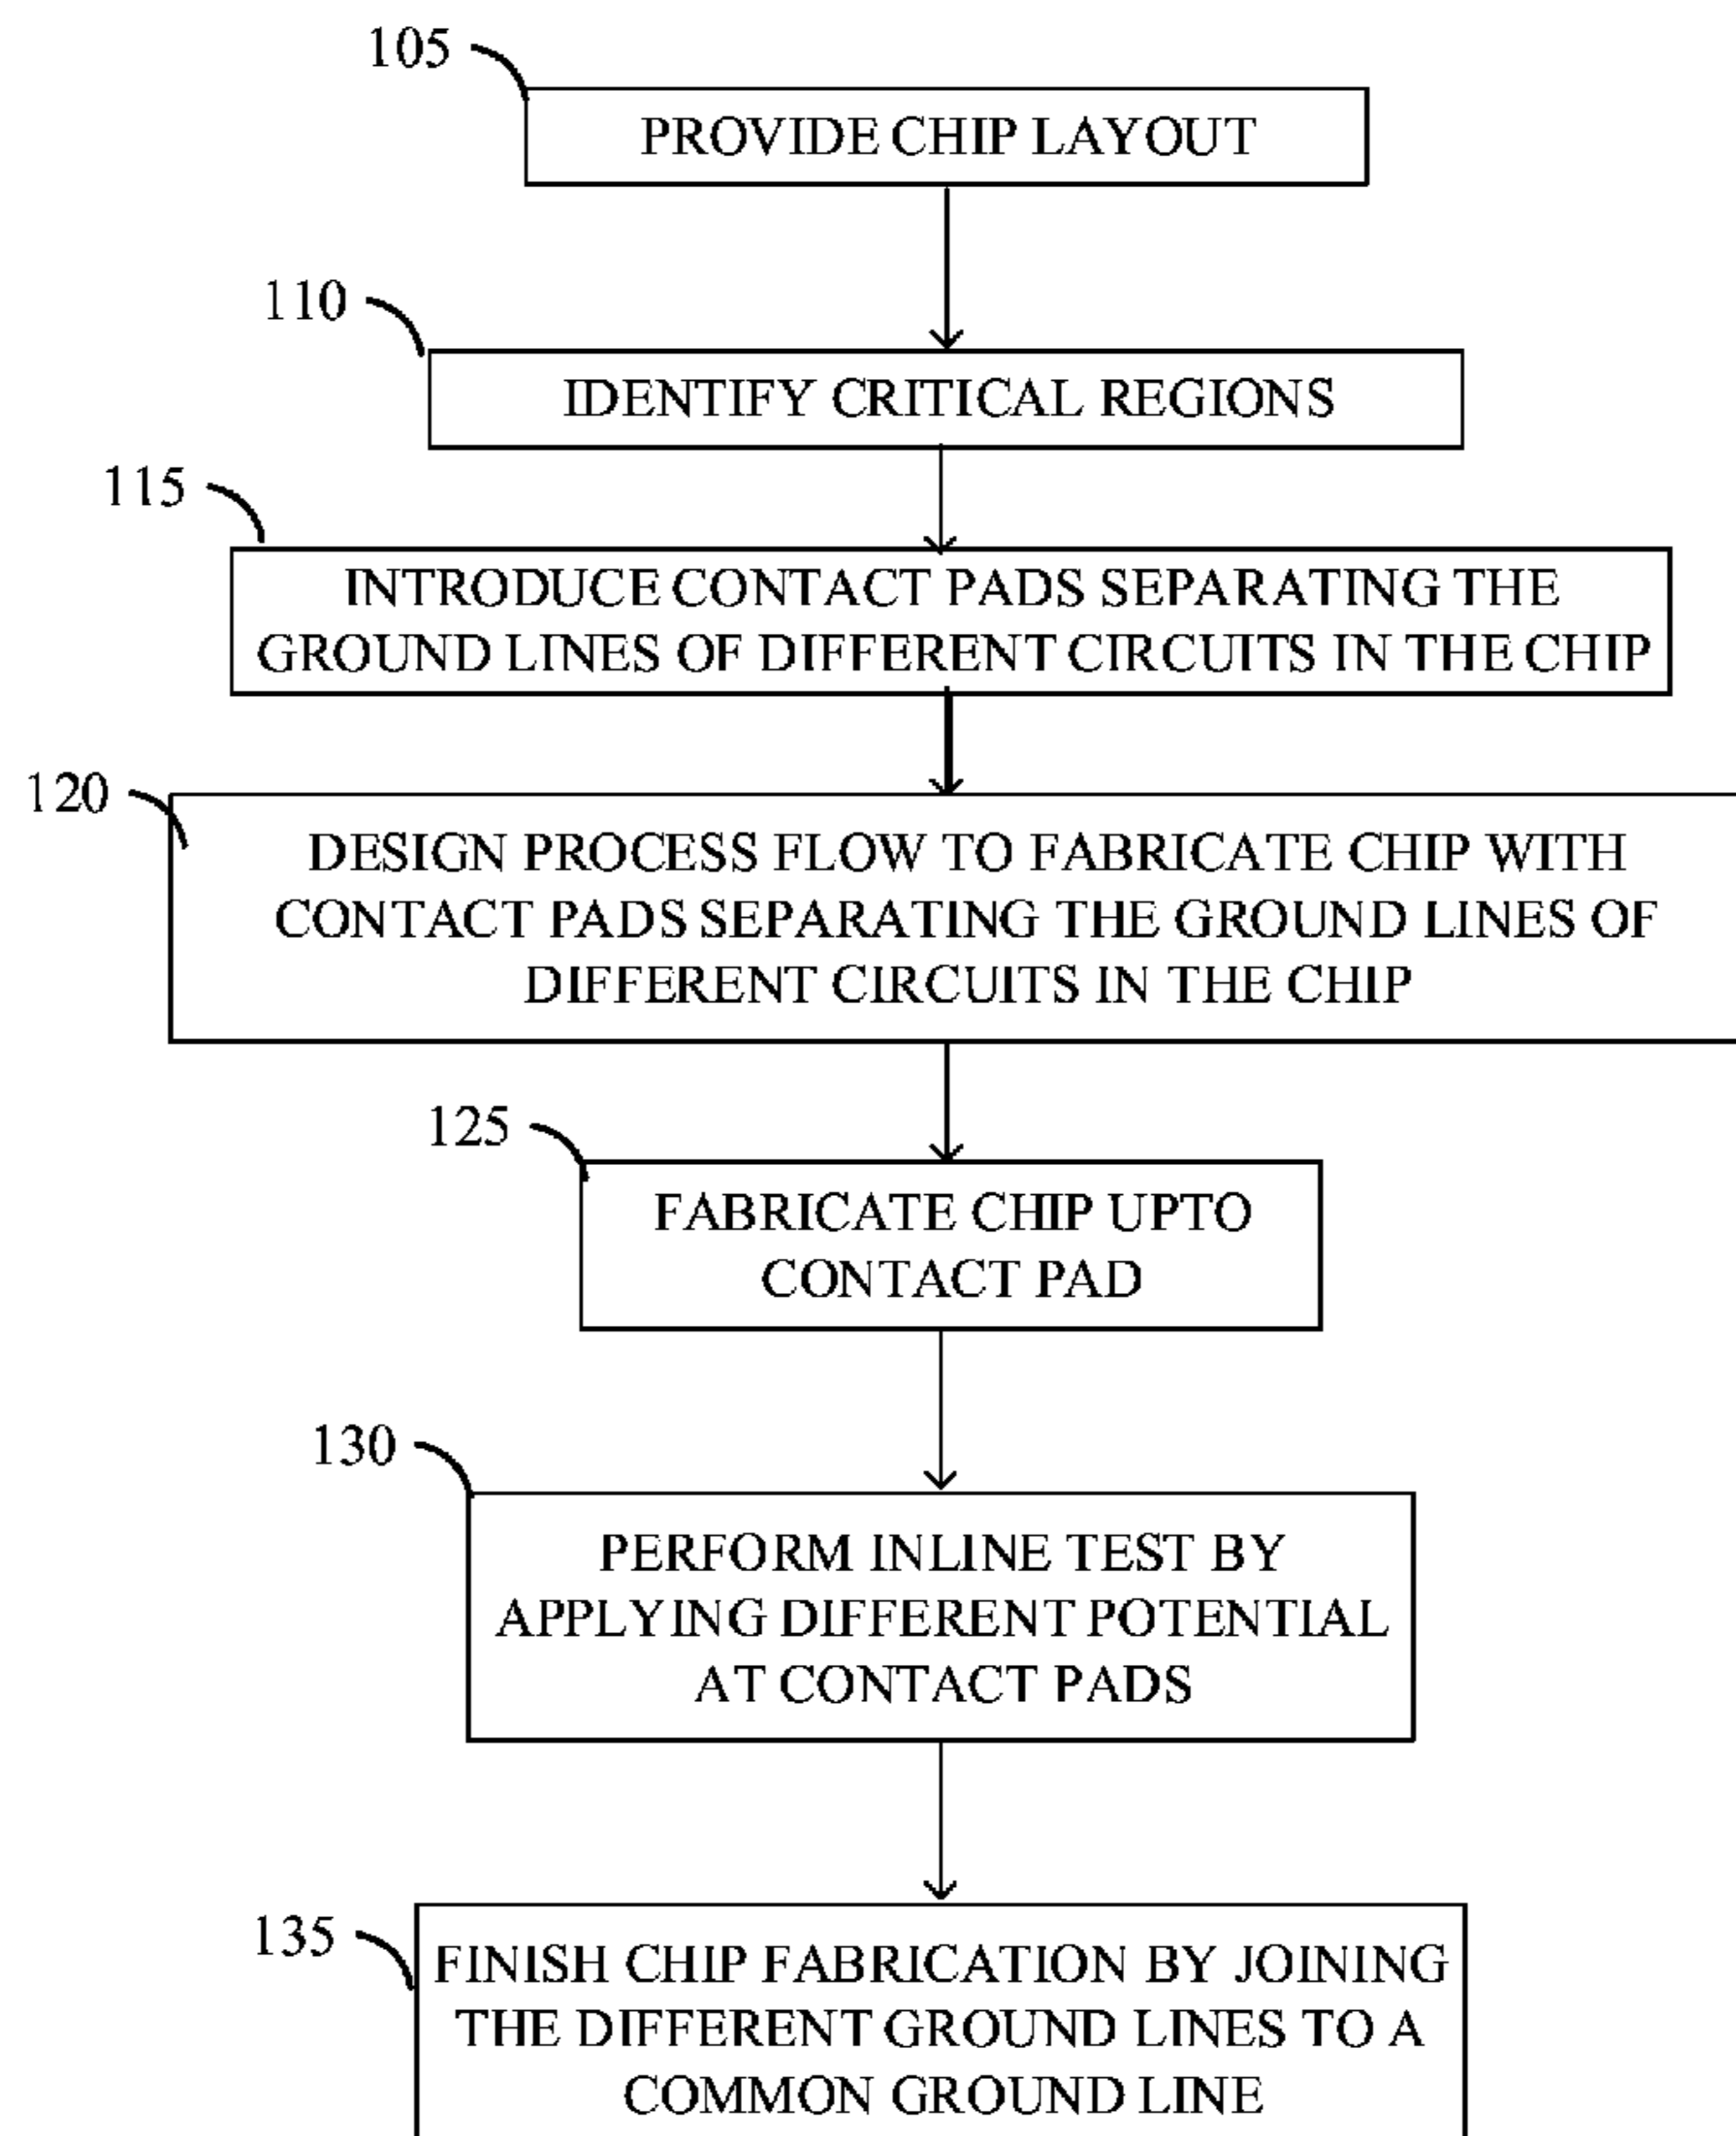 105
PROVIDE CHIP LAYOUT
110
IDENTIFY CRITICAL REGIONS
115
INTRODUCE CONTACT PADS SEPARATING THE
GROUND LINES OF DIFFERENT CIRCUITS IN THE CHIP
120
DESIGN PROCESS FLOW TO FABRICATE CHIP WITH
CONTACT PADS SEPARATING THE GROUND LINES OF
DIFFERENT CIRCUITS IN THE CHIP
125
FABRICATE CHIP UPTO
CONTACT PAD
130
PERFORM INLINE TEST BY
APPLYING DIFFERENT POTENTIAL
AT CONTACT PADS
135
FINISH CHIP FABRICATION BY JOINING
THE DIFFERENT GROUND LINES TO A
COMMON GROUND LINE